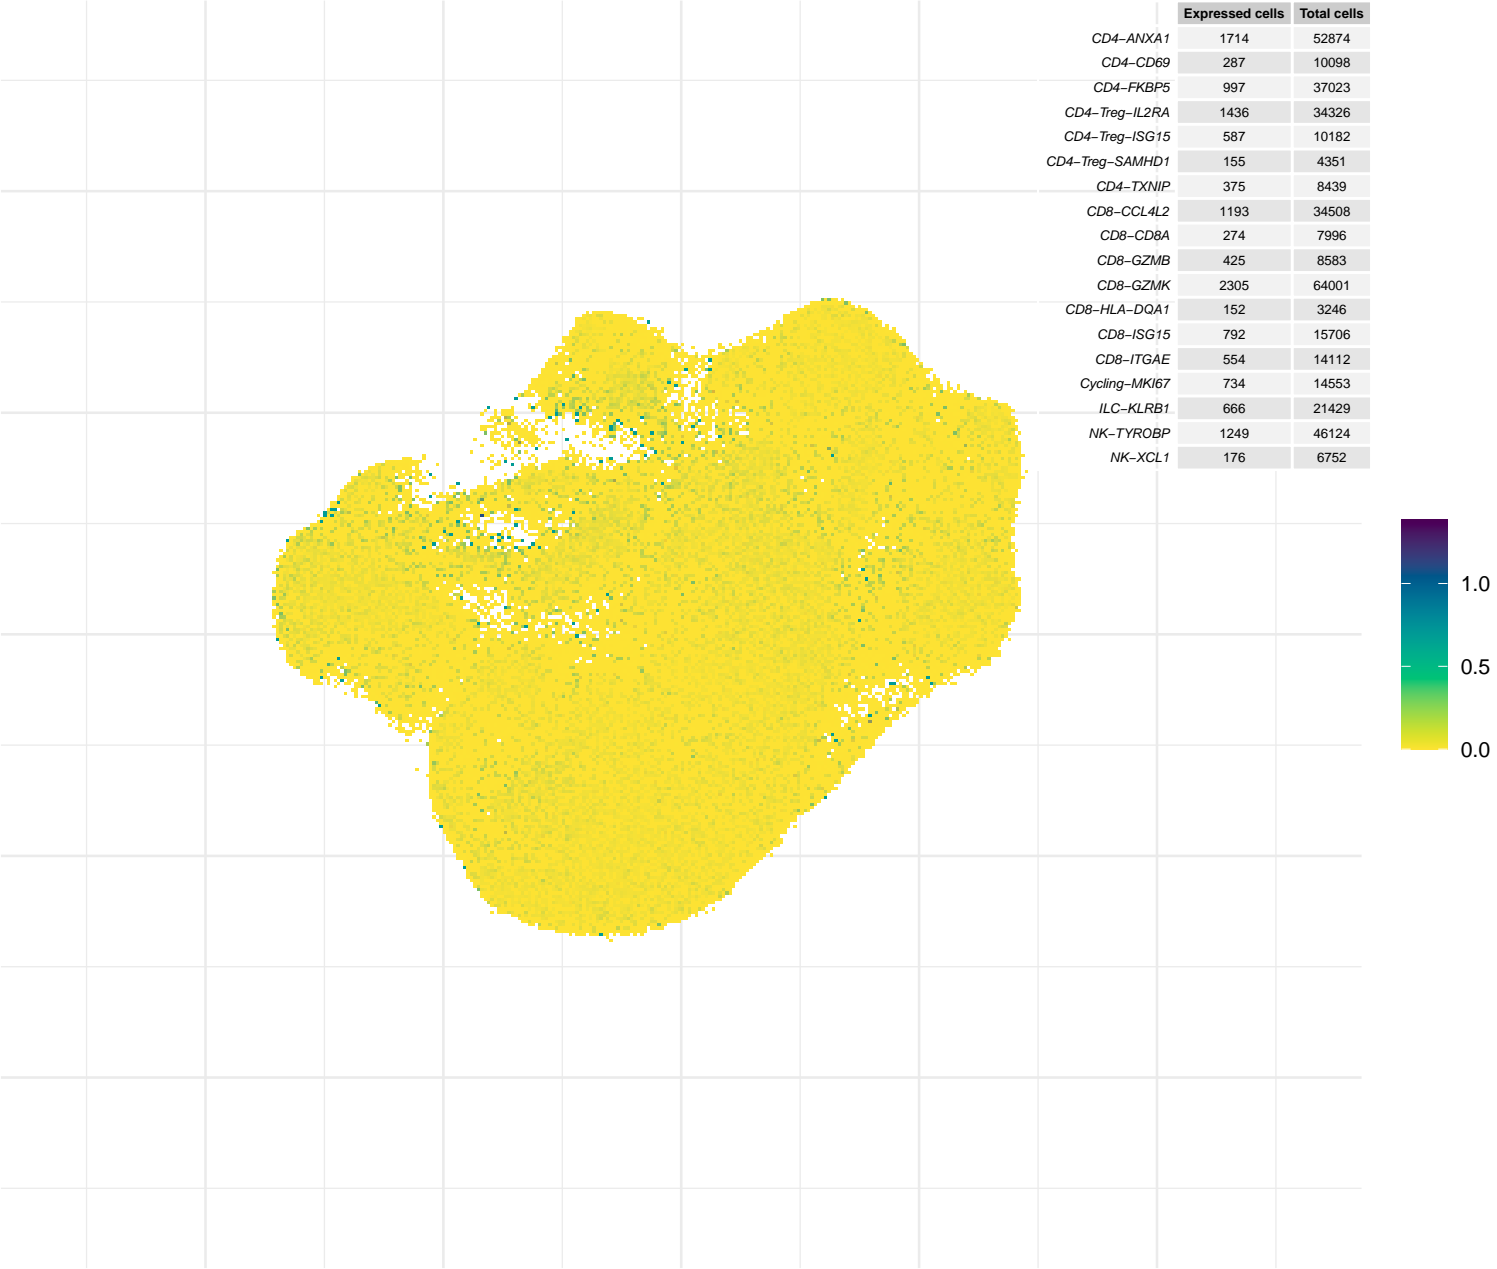 Expressed cells Total cells
CD4−ANXA1 1714 52874
CD4−CD69 287 10098
CD4−FKBP5 997 37023
CD4−Treg−IL2RA 1436 34326
CD4−Treg−ISG15 587 10182
CD4−Treg−SAMHD1 155 4351
CD4−TXNIP 375 8439
CD8−CCL4L2 1193 34508
CD8−CD8A 274 7996
CD8−GZMB 425 8583
CD8−GZMK 2305 64001
CD8−HLA−DQA1 152 3246
CD8−ISG15 792 15706
CD8−ITGAE 554 14112
Cycling−MKI67 734 14553
ILC−KLRB1 666 21429
NK−TYROBP 1249 46124
NK−XCL1 176 6752
1.0
0.5
0.0